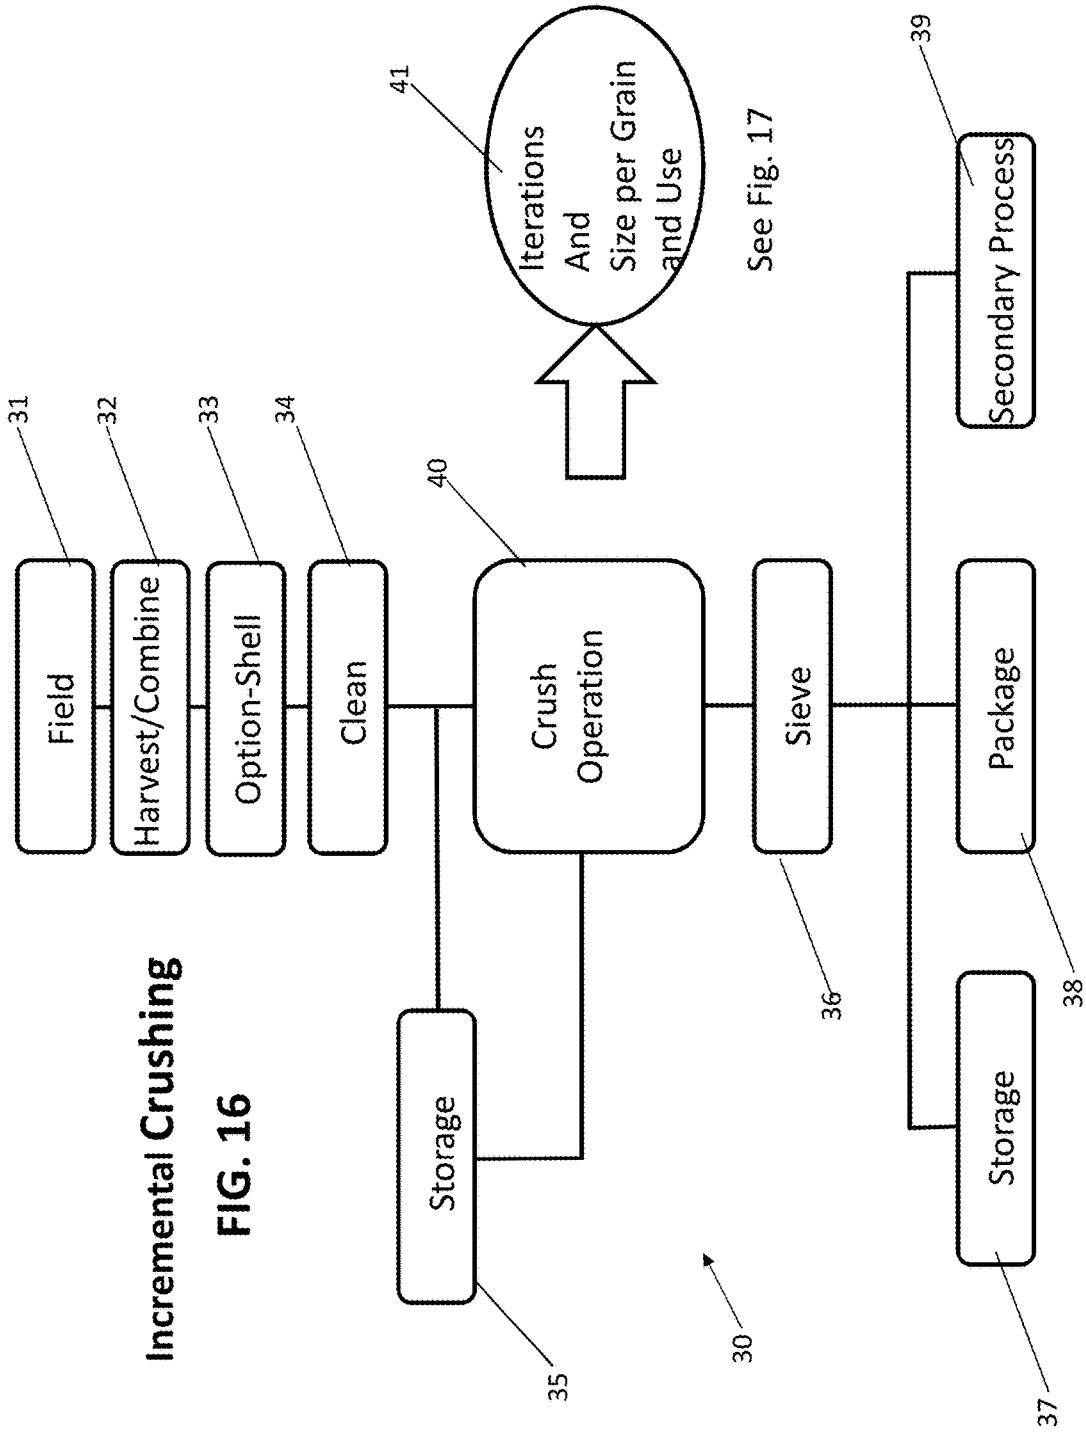 Incremental Crushing
FIG. 16
Field
31
Harvest/Combine
32
Option-Shell
33
Clean
34
Storage
35
Crush
Operation
40
Iterations
And
Size per Grain
and Use
41
See Fig. 17
Sieve
36
30
Storage
37
Package
38
Secondary Process
39